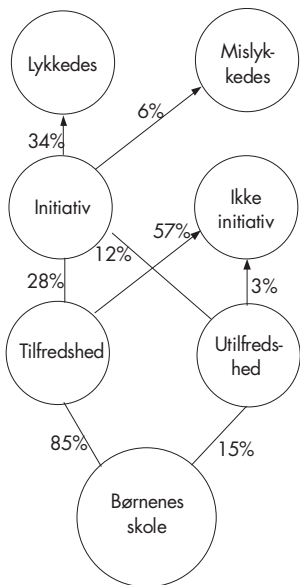 Lykkedes
Mislyk-
kedes
34%
6%
Initiativ
Ikke
initiativ
57%
12%
28%
3%
Tilfredshed
Utilfreds-
hed
85%
15%
Børnenes
skole